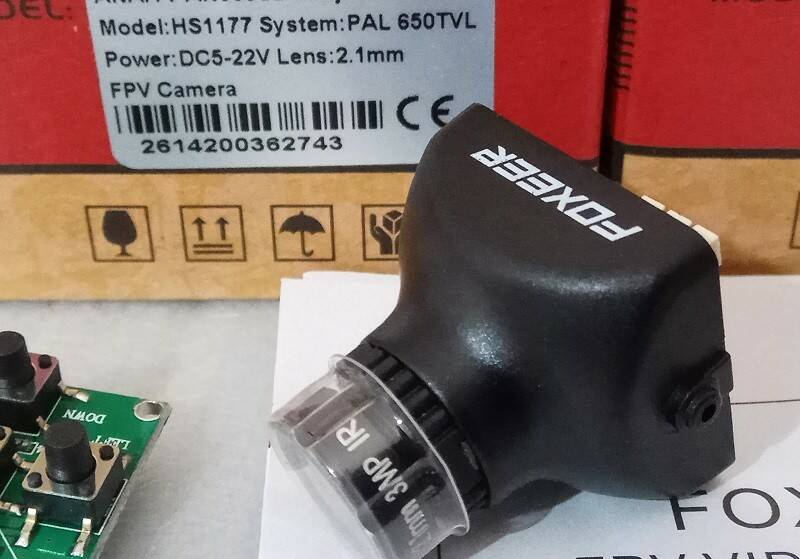 DEL:
Model:HS1177 System:PAL 650TVL
Power:DC5-22V Lens:2.1mm
FPV Camera
CE
2614200362743
FOXEER
DOWN
3MP IR
FOX